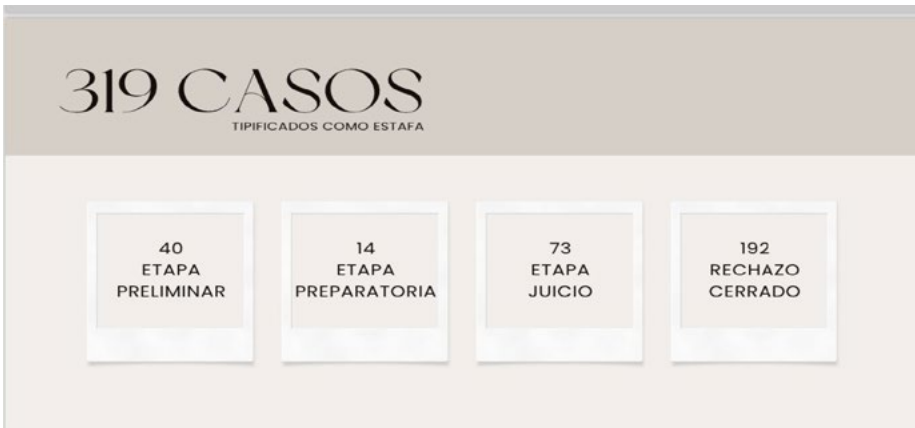 319 CASOS
TIPIFICADOS COMO ESTAFA
40
ETAPA
PRELIMINAR
14
ETAPA
PREPARATORIA
73
ETAPA
JUICIO
192
RECHAZO
CERRADO